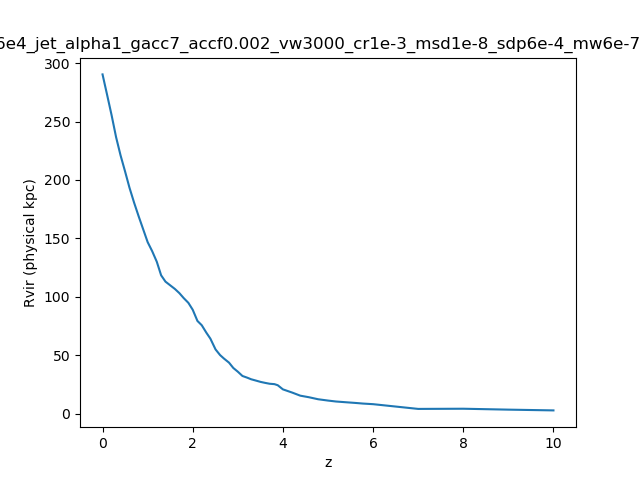 6e4_jet_alpha1_gacc7_accf0.002_vw3000_cr1e-3_msd1e-8_sdp6e-4_mw6e-7
300
250
200
150
100
50
0
Rvir (physical kpc)
0 2 4 6 8 10
z